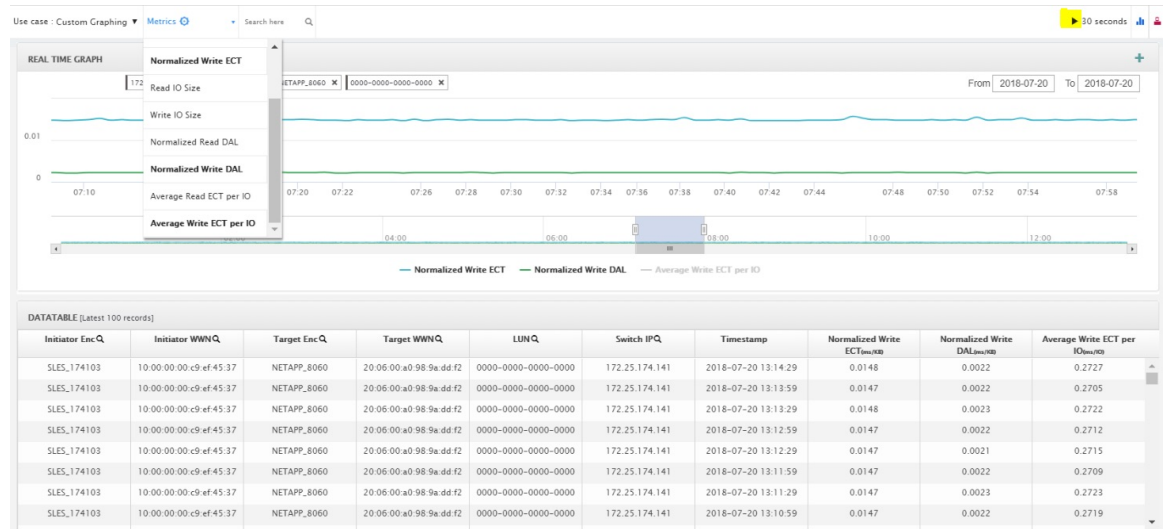 Use case : Custom Graphing ▼ Metrics Search here 30 seconds
REAL TIME GRAPH
Normalized Write ECT
Read IO Size
Write IO Size
Normalized Read DAL
Normalized Write DAL
Average Read ECT per IO
Average Write ECT per IO
172 NETAPP_8060 × 0000-0000-0000-0000 × From 2018-07-20 To 2018-07-20
0.01
0
07:10 07:20 07:22 07:26 07:28 07:30 07:32 07:34 07:36 07:38 07:40 07:42 07:44 07:48 07:50 07:52 07:54 07:58
04:00 06:00 08:00 10:00 12:00
Normalized Write ECT Normalized Write DAL Average Write ECT per IO
DATATABLE [Latest 100 records]
Initiator Enc Initiator WWN Target Enc Target WWN LUN Switch IP Timestamp Normalized Write ECT(ms/KB) Normalized Write DAL(ms/KB) Average Write ECT per IO(ms/IO)
SLES_174103 10:00:00:00:c9:ef:45:37 NETAPP_8060 20:06:00:a0:98:9a:dd:f2 0000-0000-0000-0000 172.25.174.141 2018-07-20 13:14:29 0.0148 0.0022 0.2727
SLES_174103 10:00:00:00:c9:ef:45:37 NETAPP_8060 20:06:00:a0:98:9a:dd:f2 0000-0000-0000-0000 172.25.174.141 2018-07-20 13:13:59 0.0147 0.0022 0.2705
SLES_174103 10:00:00:00:c9:ef:45:37 NETAPP_8060 20:06:00:a0:98:9a:dd:f2 0000-0000-0000-0000 172.25.174.141 2018-07-20 13:13:29 0.0148 0.0023 0.2722
SLES_174103 10:00:00:00:c9:ef:45:37 NETAPP_8060 20:06:00:a0:98:9a:dd:f2 0000-0000-0000-0000 172.25.174.141 2018-07-20 13:12:59 0.0147 0.0022 0.2712
SLES_174103 10:00:00:00:c9:ef:45:37 NETAPP_8060 20:06:00:a0:98:9a:dd:f2 0000-0000-0000-0000 172.25.174.141 2018-07-20 13:12:29 0.0147 0.0021 0.2715
SLES_174103 10:00:00:00:c9:ef:45:37 NETAPP_8060 20:06:00:a0:98:9a:dd:f2 0000-0000-0000-0000 172.25.174.141 2018-07-20 13:11:59 0.0147 0.0022 0.2709
SLES_174103 10:00:00:00:c9:ef:45:37 NETAPP_8060 20:06:00:a0:98:9a:dd:f2 0000-0000-0000-0000 172.25.174.141 2018-07-20 13:11:29 0.0147 0.0023 0.2723
SLES_174103 10:00:00:00:c9:ef:45:37 NETAPP_8060 20:06:00:a0:98:9a:dd:f2 0000-0000-0000-0000 172.25.174.141 2018-07-20 13:10:59 0.0147 0.0022 0.2719